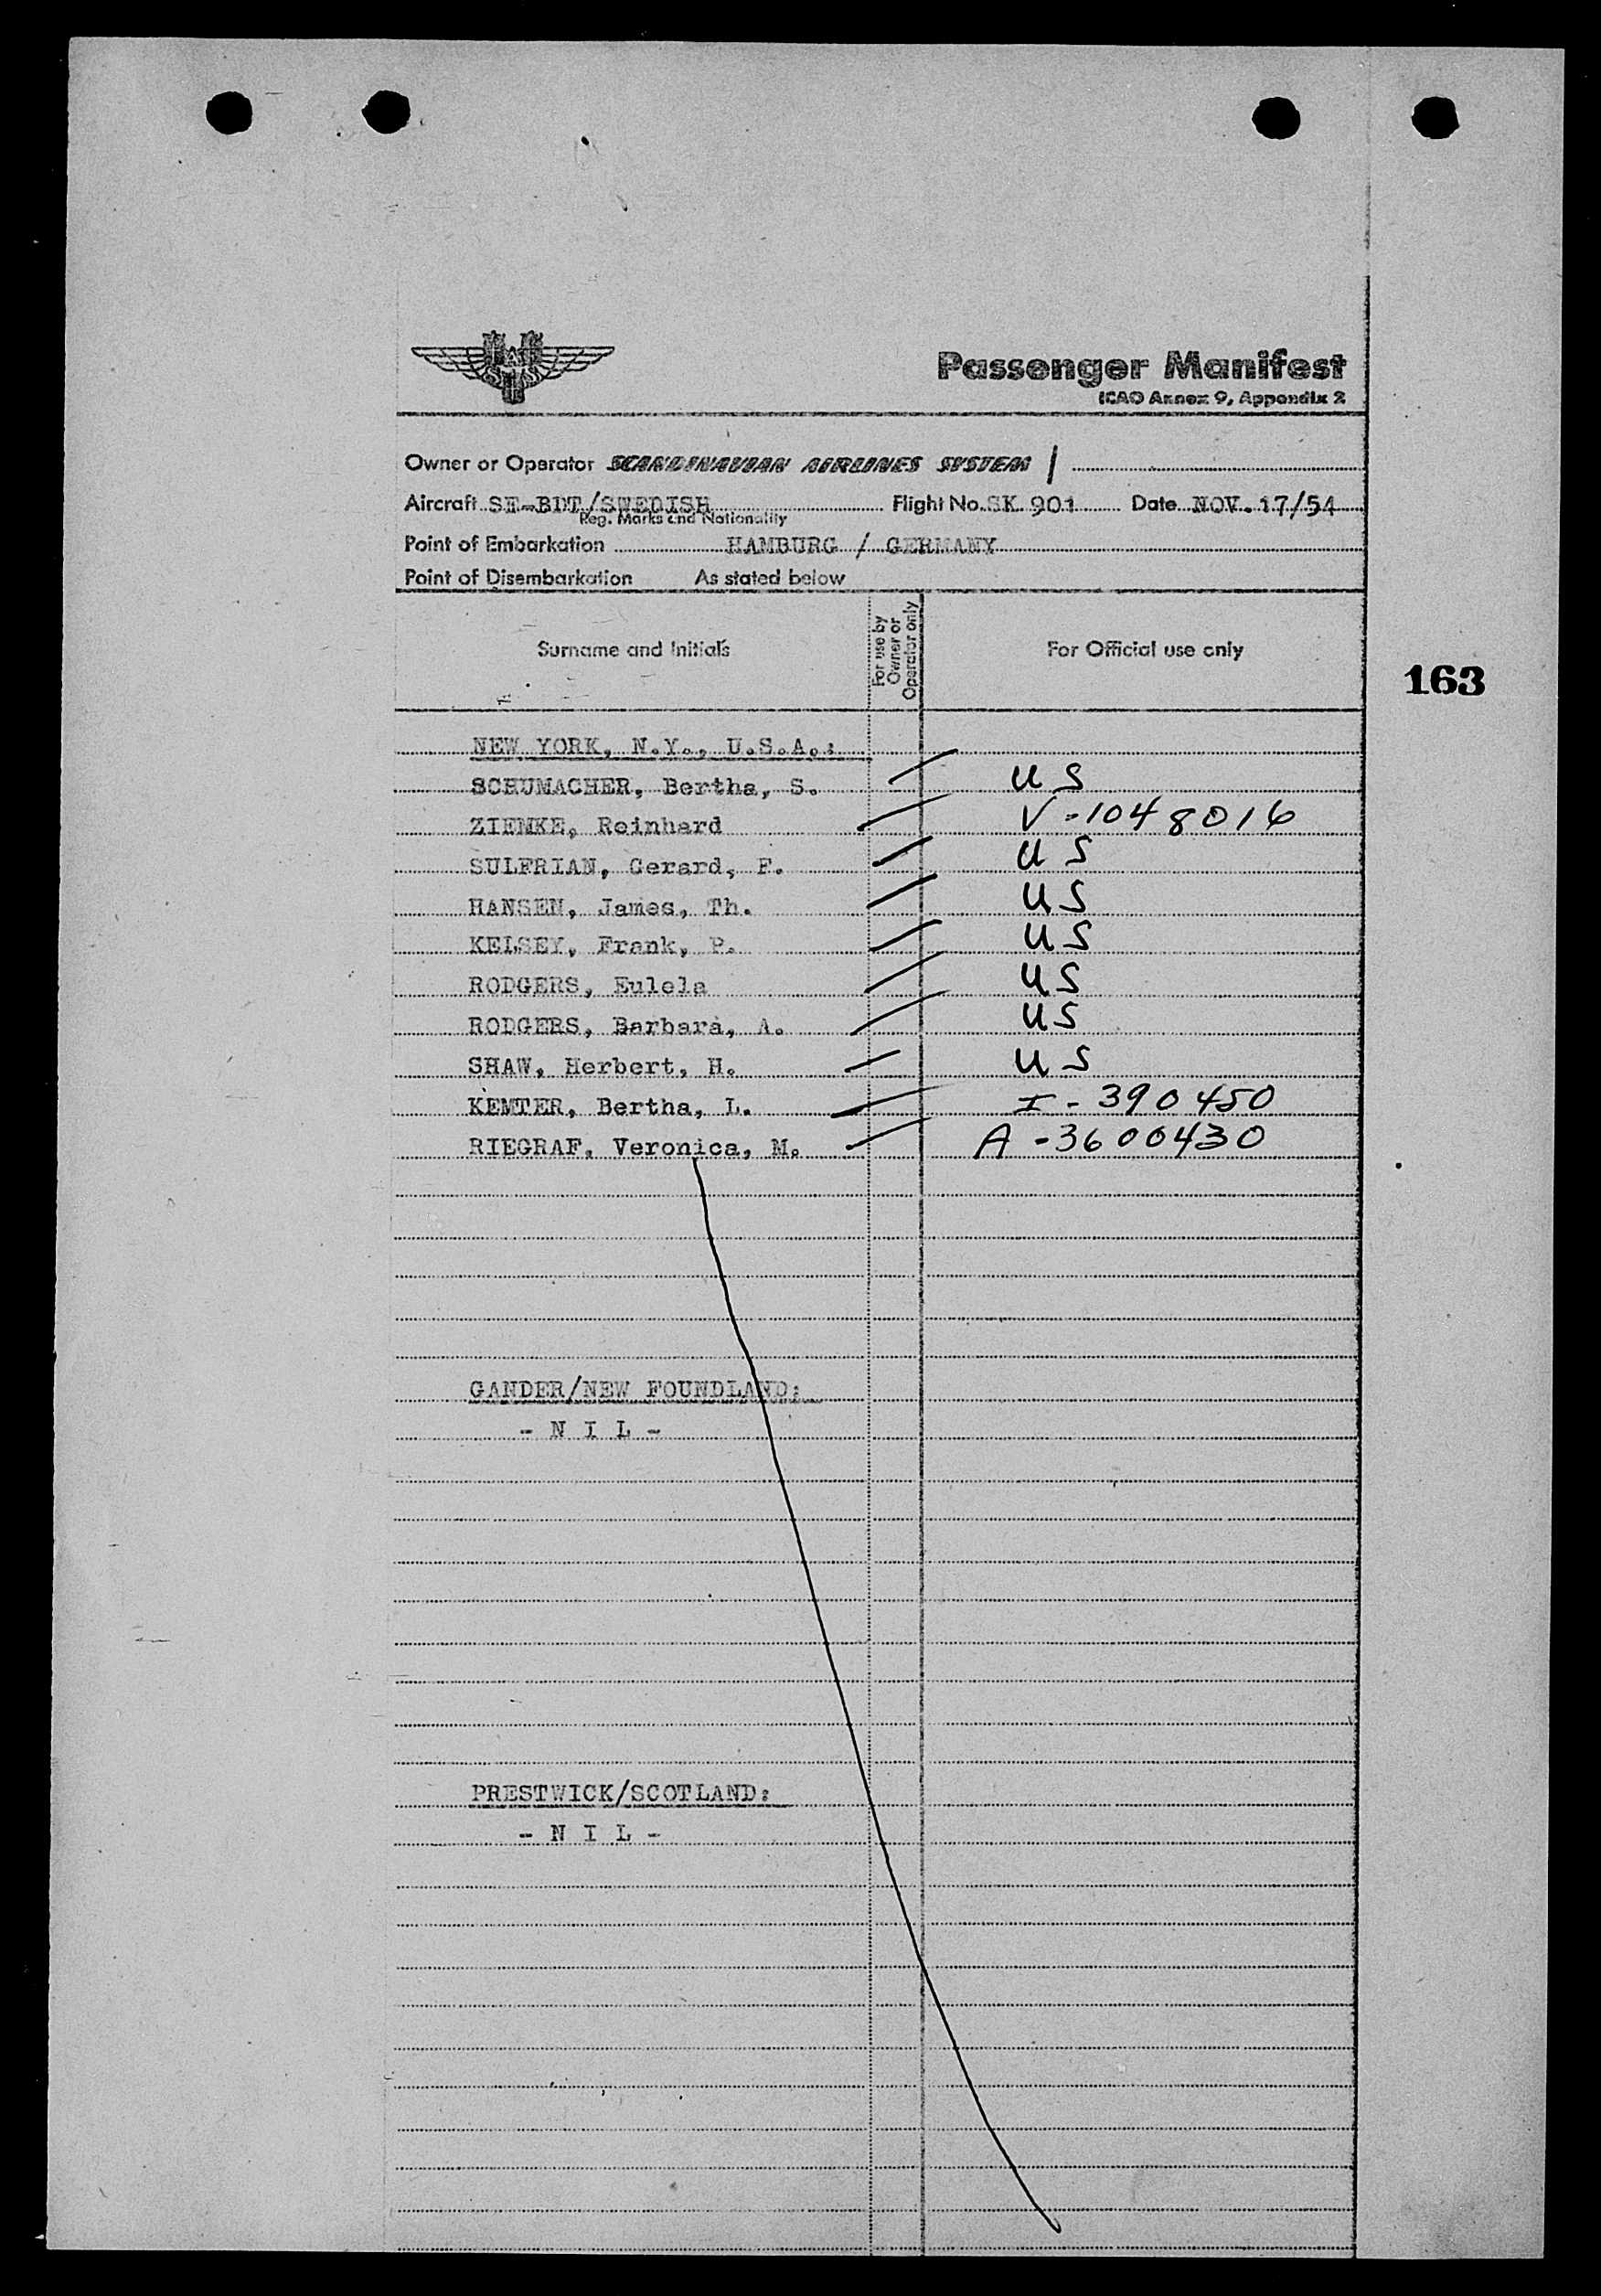 SAS
Passenger Manifest
ICAO Annex 9, Appendix 2
Owner or Operator SCANDINAVIAN AIRLINES SYSTEM /
Aircraft SE-BDT/SWEDISH Flight No. SK 901 Date NOV. 17/54
Reg. Marks and Nationality
Point of Embarkation HAMBURG / GERMANY
Point of Disembarkation As stated below
Surname and Initials For use by Owner or Operator only For Official use only
163
NEW YORK, N.Y., U.S.A.:
SCHUMACHER, Bertha, S. US
ZIEMKE, Reinhard V-1048016
SULFRIAN, Gerard, F. US
HANSEN, James, Th. US
KELSEY, Frank, P. US
RODGERS, Eulela US
RODGERS, Barbara, A. US
SHAW, Herbert, H. US
KEMTER, Bertha, L. I-390450
RIEGRAF, Veronica, M. A-3600430
GANDER/NEW FOUNDLAND:
- N I L -
PRESTWICK/SCOTLAND:
- N I L -